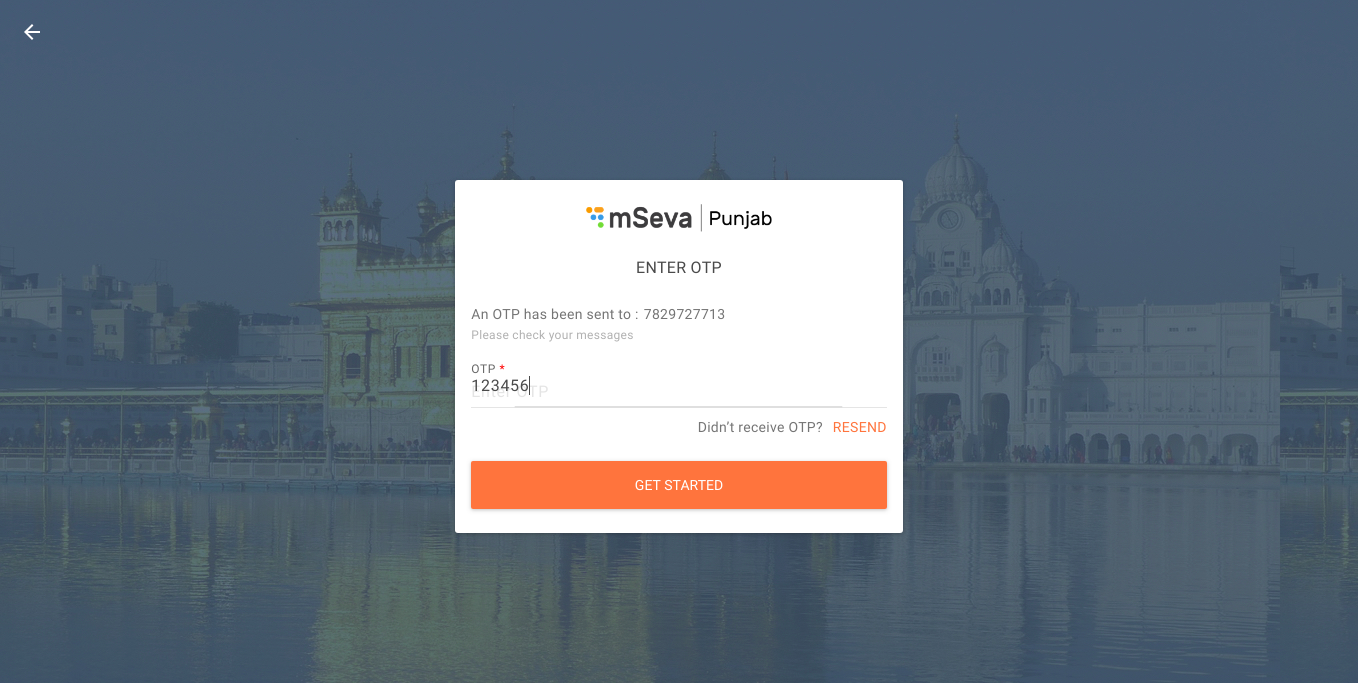 mSeva | Punjab
ENTER OTP
An OTP has been sent to : 7829727713
Please check your messages
OTP *
123456
Enter OTP
Didn't receive OTP? RESEND
GET STARTED